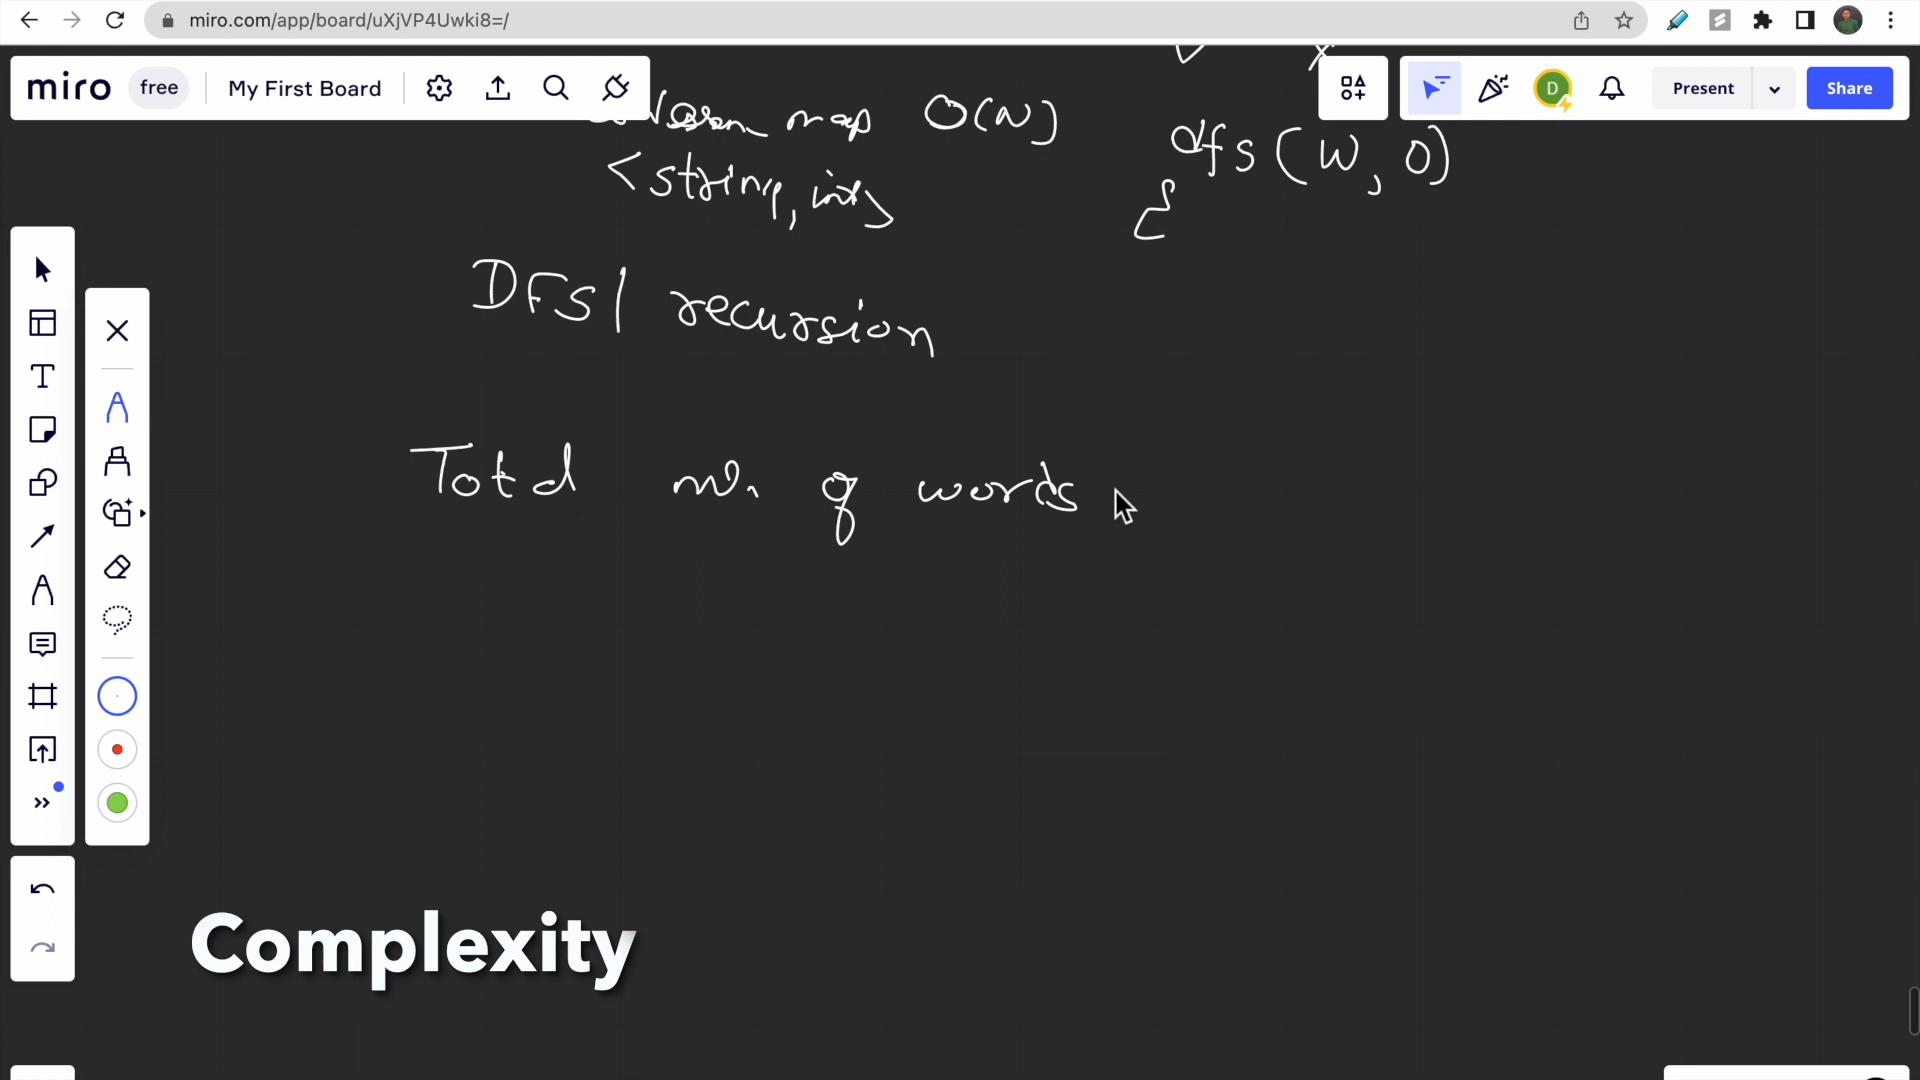 miro.com/app/board/uXjVP4Uwki8=/
miro free My First Board
D Present Share
map O(N)
<string, int>
dfs(W, 0)
{
DFS| recursion
Total no. of words
Complexity